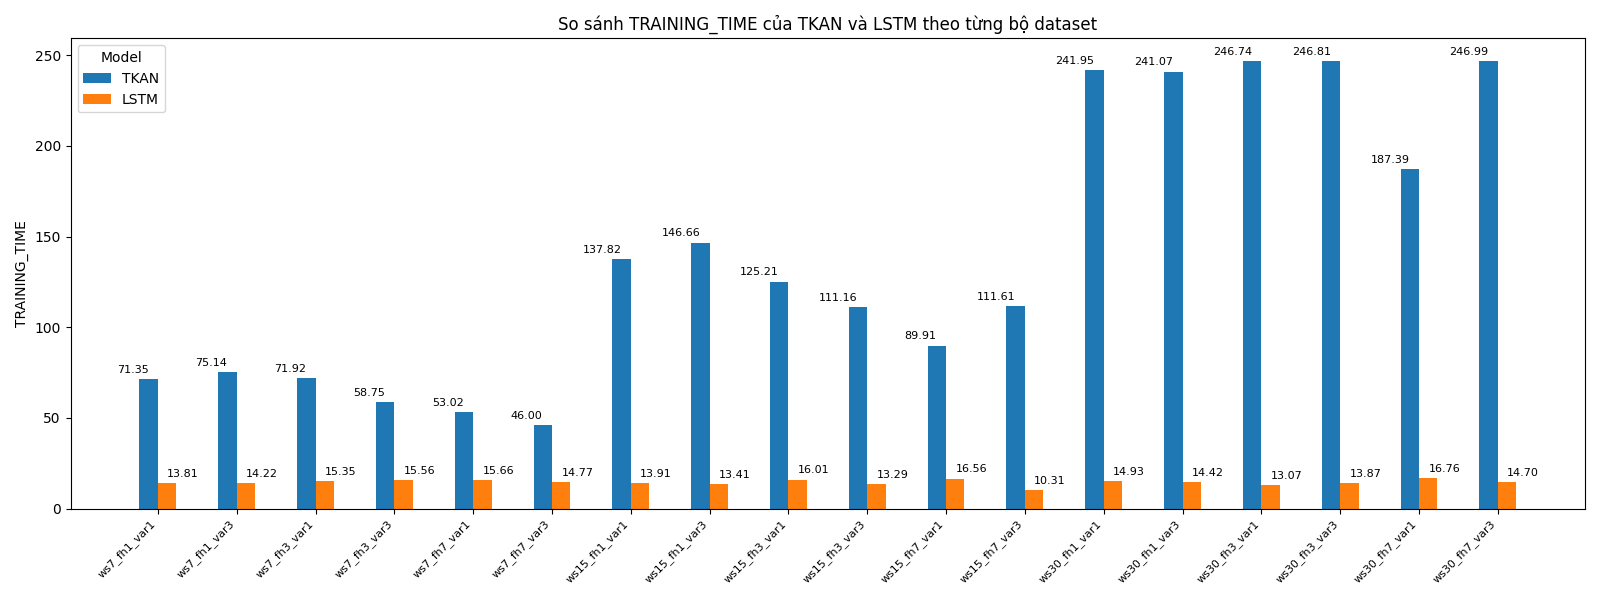 So sánh TRAINING_TIME của TKAN và LSTM theo từng bộ dataset
TRAINING_TIME
250
200
150
100
50
0
Model
TKAN
LSTM
71.35
13.81
75.14
14.22
71.92
15.35
58.75
15.56
53.02
15.66
46.00
14.77
137.82
13.91
146.66
13.41
125.21
16.01
111.16
13.29
89.91
16.56
111.61
10.31
241.95
14.93
241.07
14.42
246.74
13.07
246.81
13.87
187.39
16.76
246.99
14.70
ws7_fh1_var1
ws7_fh1_var3
ws7_fh3_var1
ws7_fh3_var3
ws7_fh7_var1
ws7_fh7_var3
ws15_fh1_var1
ws15_fh1_var3
ws15_fh3_var1
ws15_fh3_var3
ws15_fh7_var1
ws15_fh7_var3
ws30_fh1_var1
ws30_fh1_var3
ws30_fh3_var1
ws30_fh3_var3
ws30_fh7_var1
ws30_fh7_var3